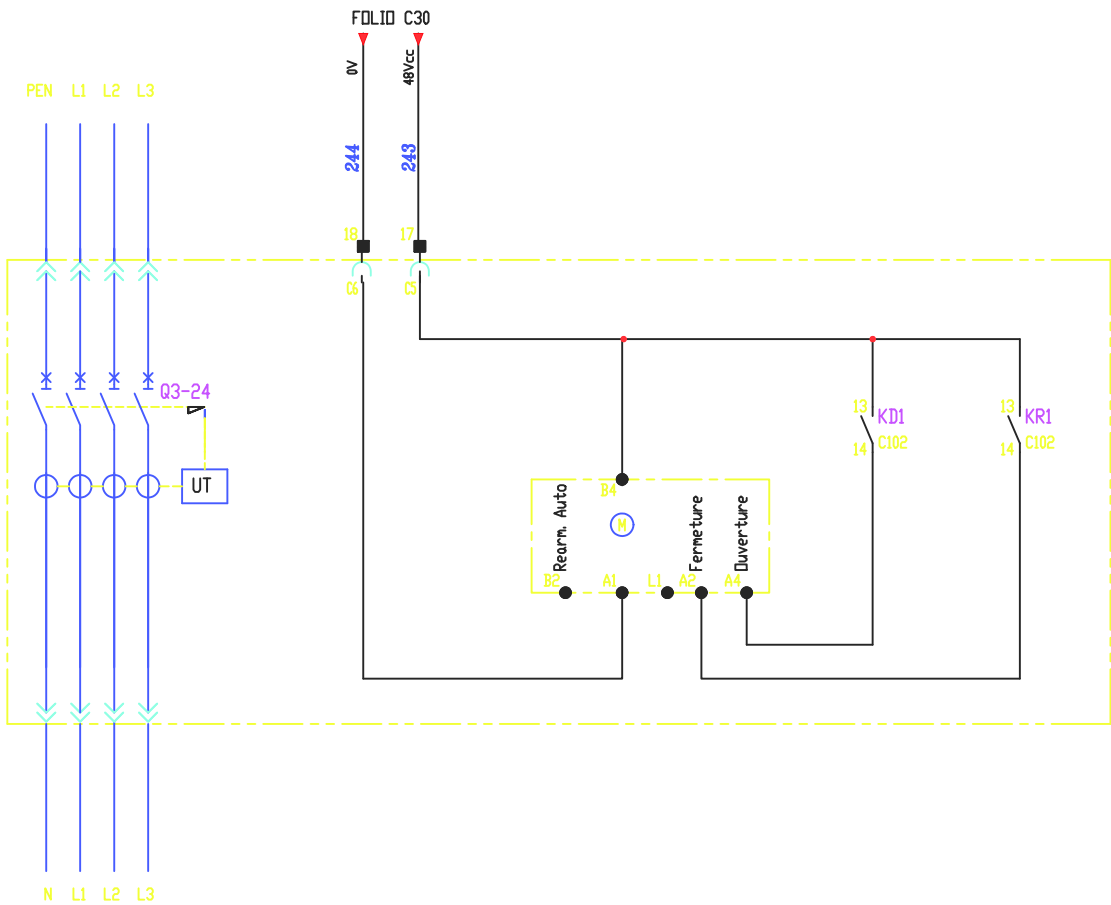 FOLIO C30
0V
48Vcc
PEN L1 L2 L3
244
243
18
17
C6
C5
Q3-24
13
KD1
14
C102
13
KR1
14
C102
UT
B4
M
Rearm. Auto
Fermeture
Ouverture
B2 A1 L1 A2 A4
N L1 L2 L3